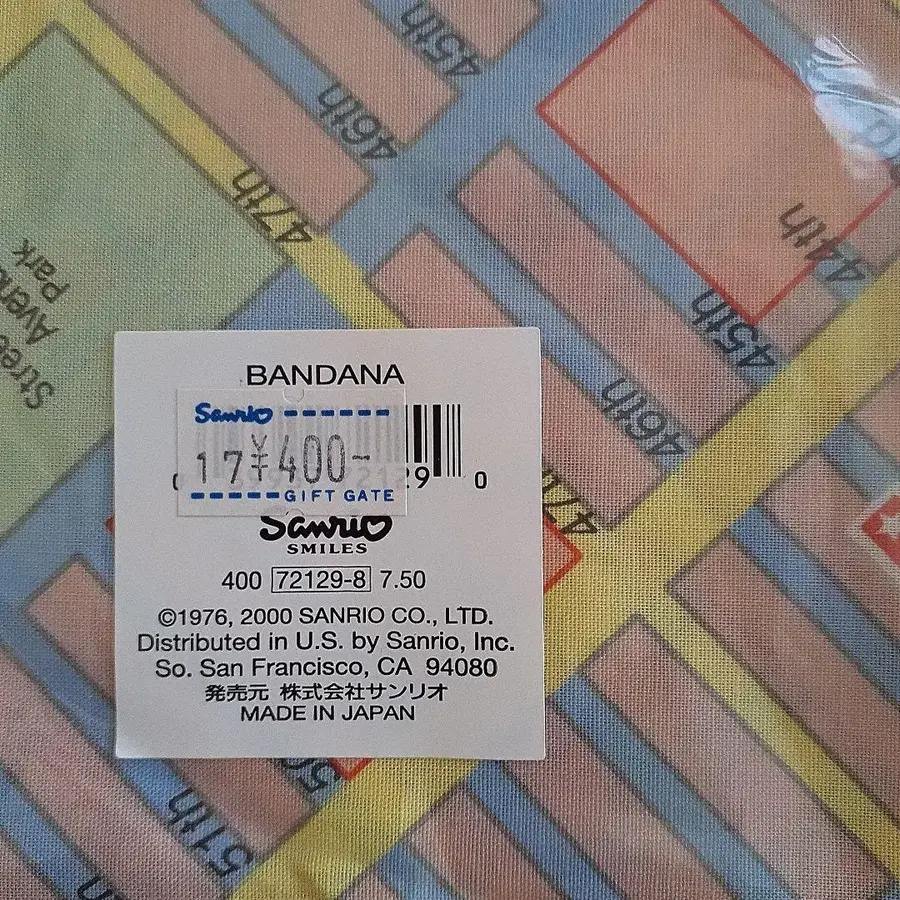 45th
46th
47th
44th
45th
46th
47th
Park
BANDANA
Sanrio
17 ¥400-
GIFT GATE
29 0
Sanrio
SMILES
400 72129-8 7.50
©1976, 2000 SANRIO CO., LTD.
Distributed in U.S. by Sanrio, Inc.
So. San Francisco, CA 94080
発売元 株式会社サンリオ
MADE IN JAPAN
51th